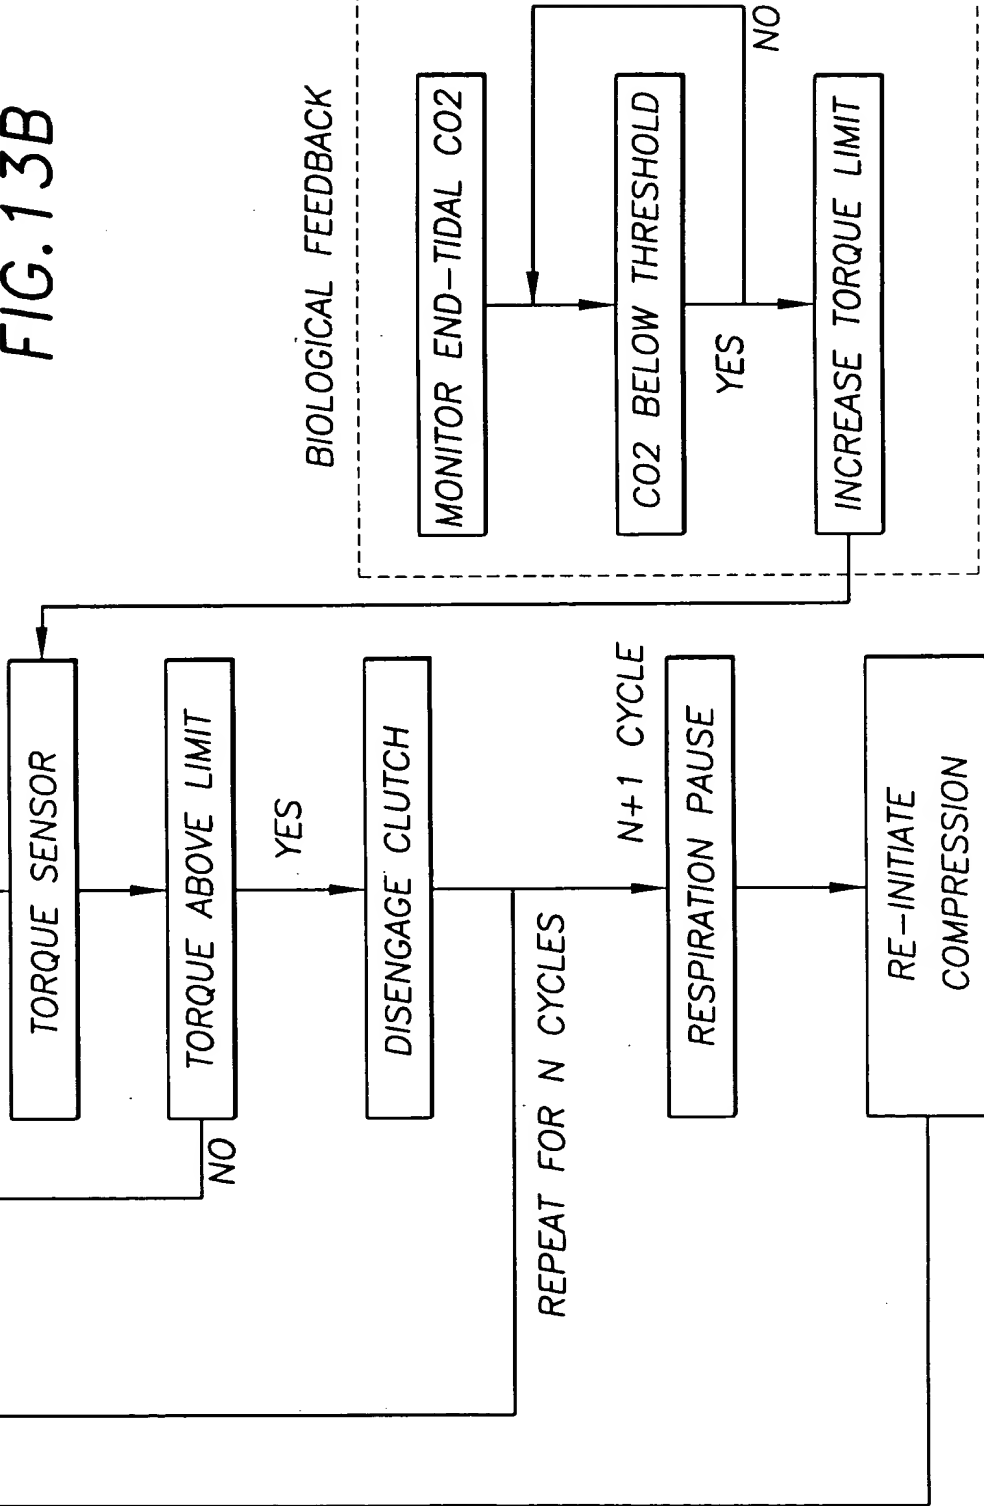 FIG.13B
TORQUE SENSOR
TORQUE ABOVE LIMIT
NO
YES
DISENGAGE CLUTCH
REPEAT FOR N CYCLES
N+1 CYCLE
RESPIRATION PAUSE
RE-INITIATE
COMPRESSION
BIOLOGICAL FEEDBACK
MONITOR END-TIDAL CO2
CO2 BELOW THRESHOLD
NO
YES
INCREASE TORQUE LIMIT